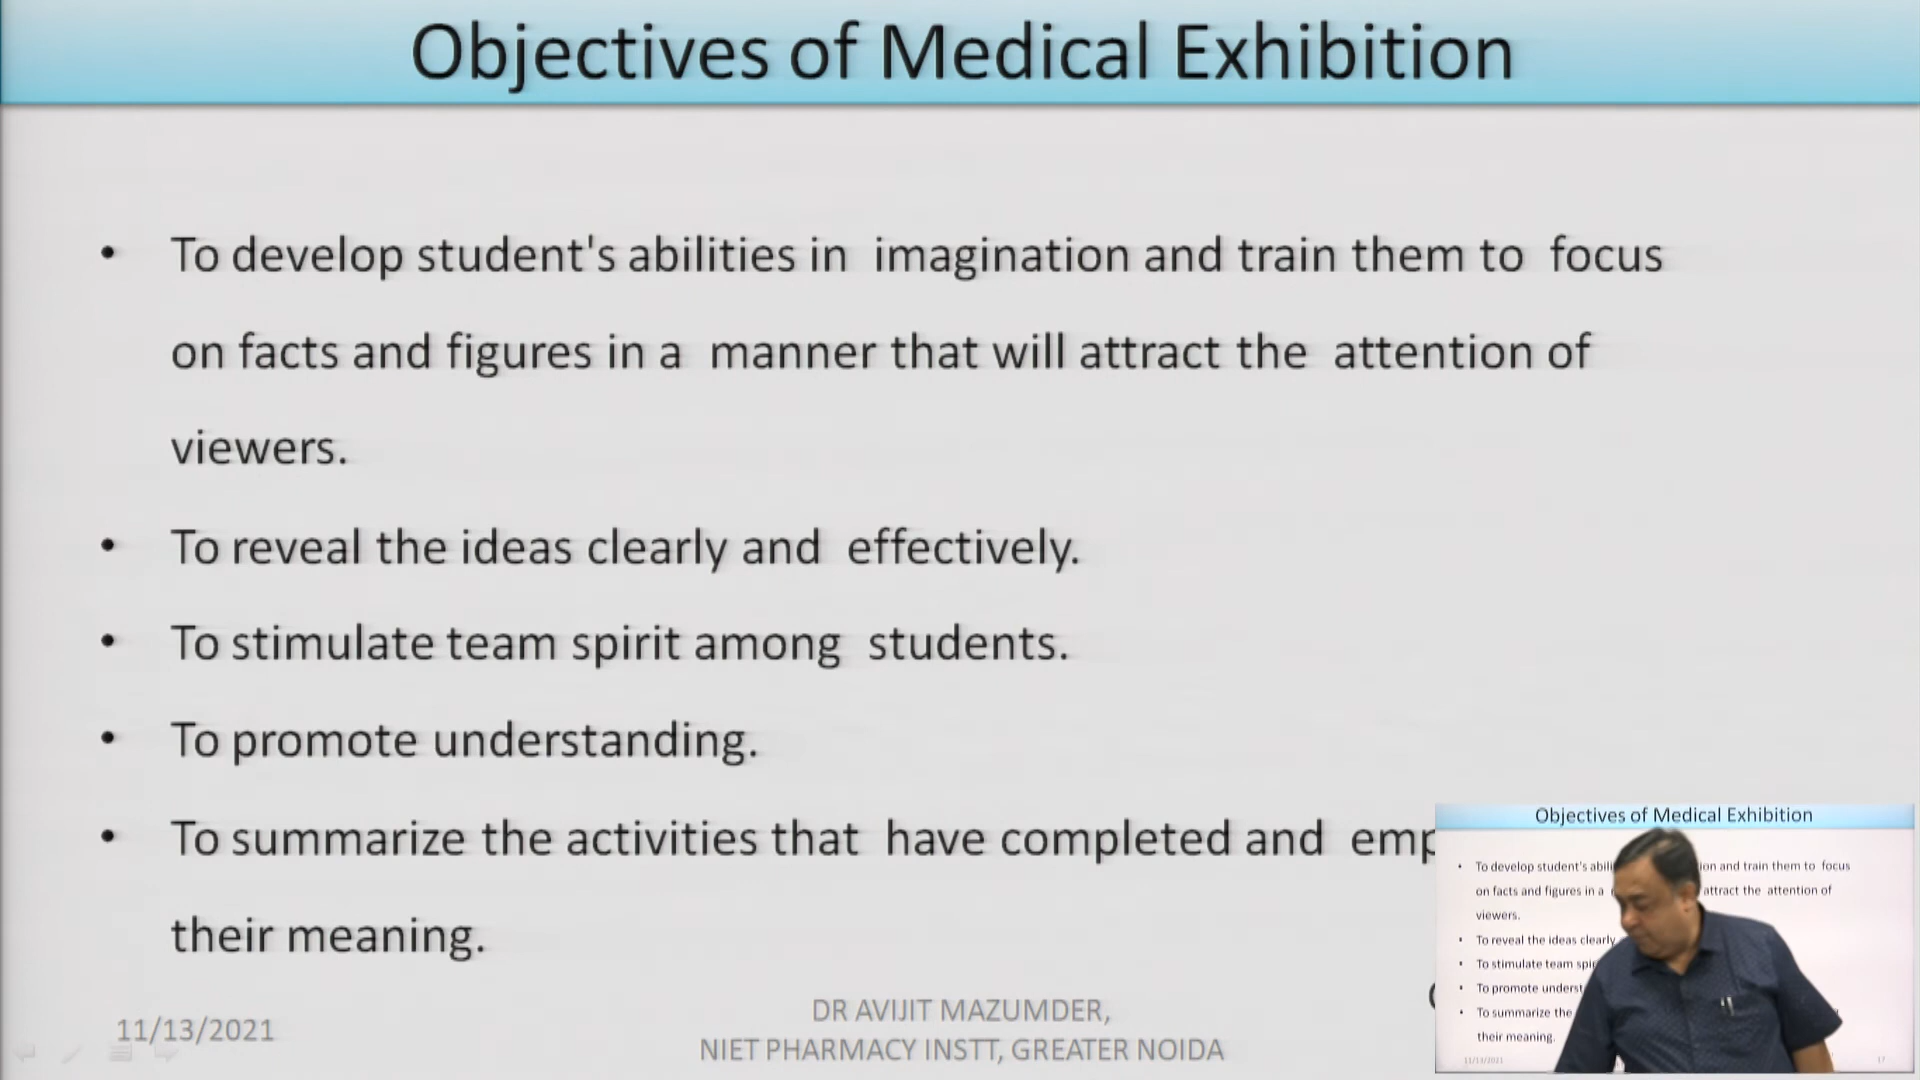 Objectives of Medical Exhibition
• To develop student's abilities in imagination and train them to focus
on facts and figures in a manner that will attract the attention of
viewers.
• To reveal the ideas clearly and effectively.
• To stimulate team spirit among students.
• To promote understanding.
• To summarize the activities that have completed and
their meaning.
11/13/2021
DR AVIJIT MAZUMDER,
NIET PHARMACY INSTT, GREATER NOIDA
Objectives of Medical Exhibition
• To develop student's and train them to focus
on facts and figures in a attract the attention of
viewers.
• To reveal the ideas clearly
• To stimulate team
• To promote
• To summarize the
their meaning.
11/13/2021
17